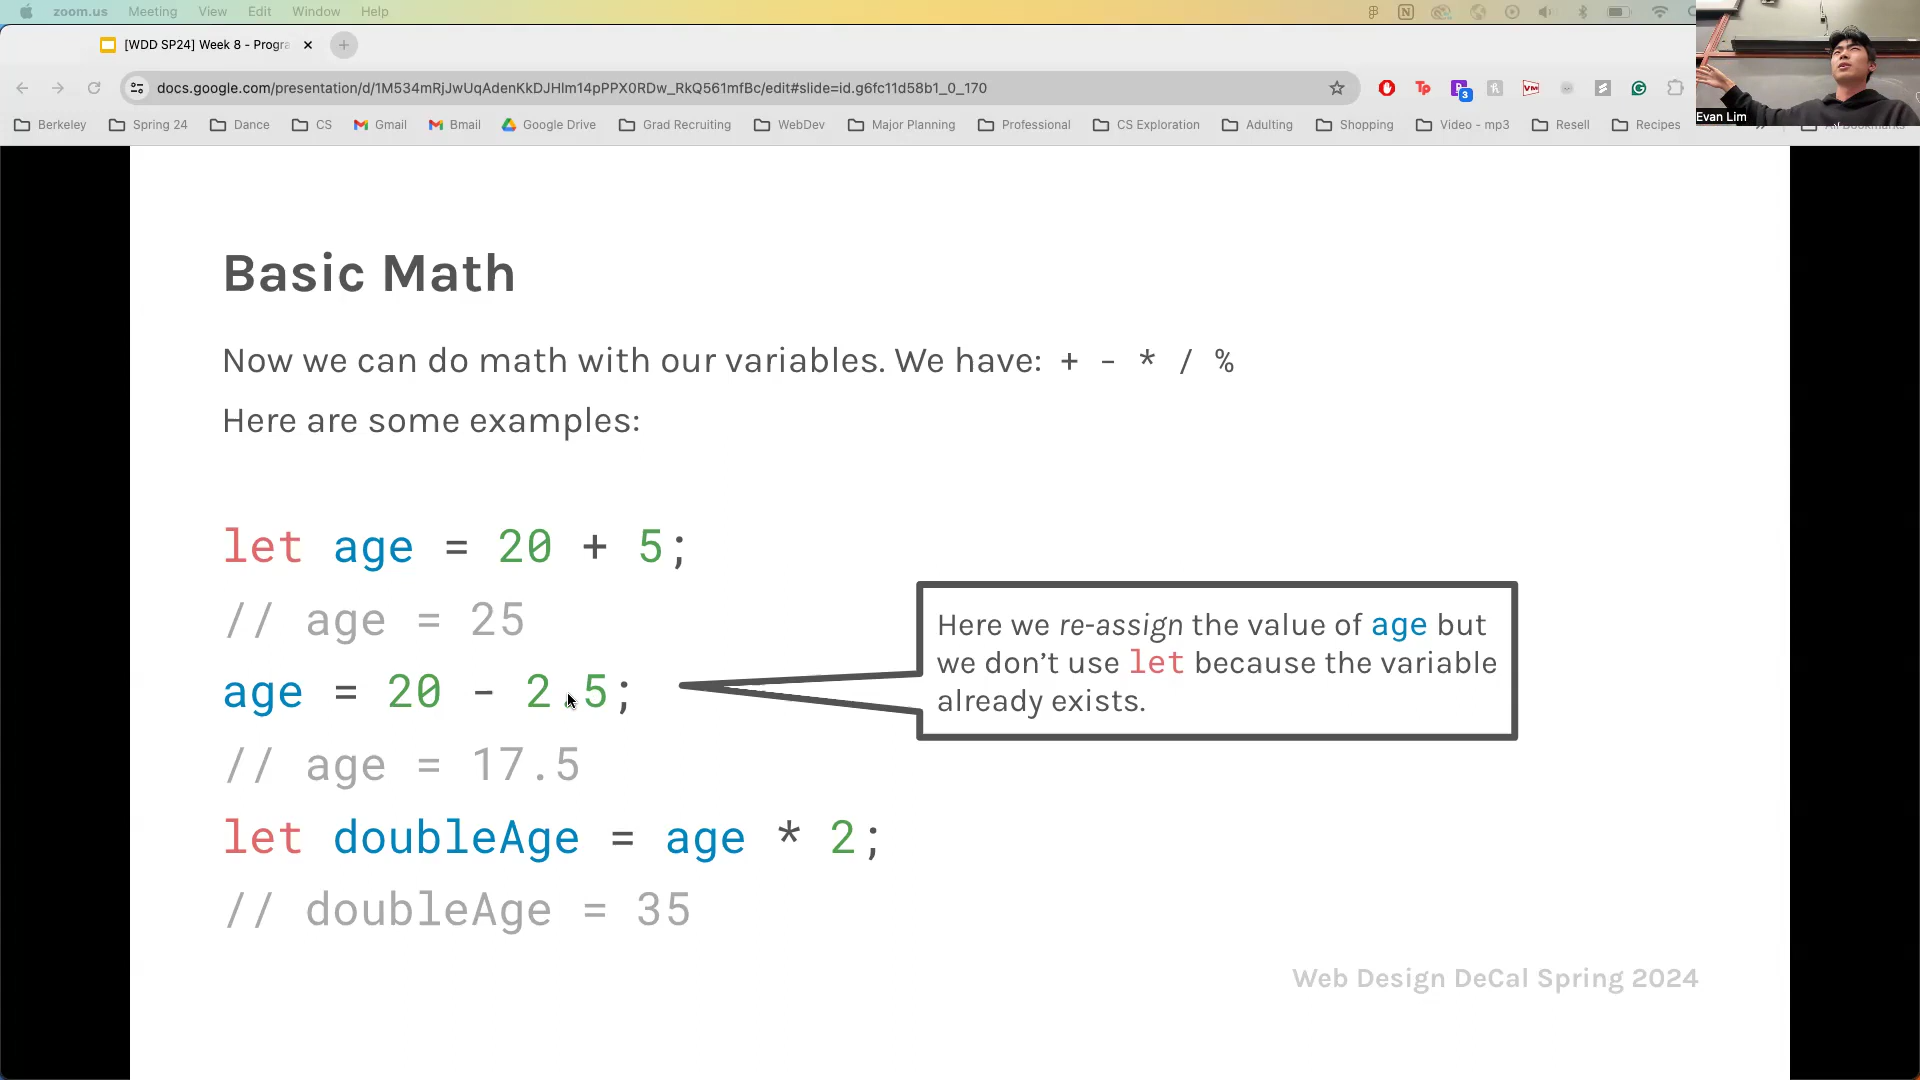 zoom.us Meeting View Edit Window Help
[WDD SP24] Week 8 - Progra
docs.google.com/presentation/d/1M534mRjJwUqAdenKkDJHlm14pPPX0RDw_RkQ561mfBc/edit#slide=id.g6fc11d58b1_0_170
Berkeley Spring 24 Dance CS Gmail Bmail Google Drive Grad Recruiting WebDev Major Planning Professional CS Exploration Adulting Shopping Video - mp3 Resell Recipes » All Bookmarks
Evan Lim
Basic Math
Now we can do math with our variables. We have: + - * / %
Here are some examples:
let age = 20 + 5;
// age = 25
age = 20 - 2.5;
// age = 17.5
let doubleAge = age * 2;
// doubleAge = 35
Here we re-assign the value of age but
we don’t use let because the variable
already exists.
Web Design DeCal Spring 2024